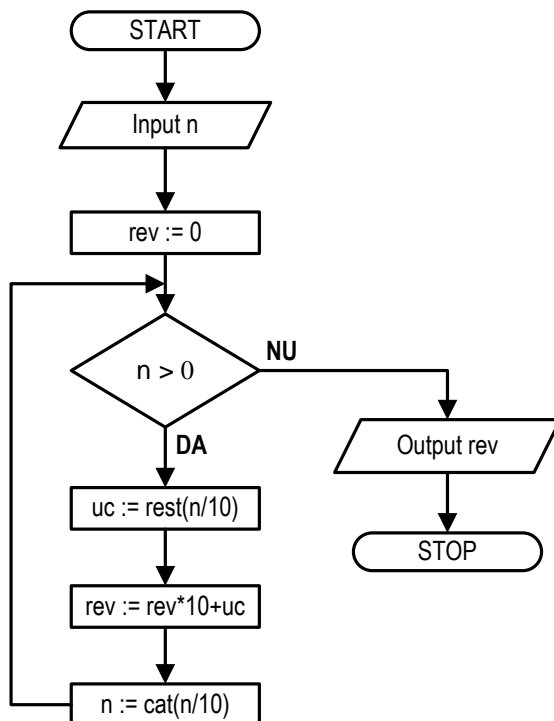 START
Input n
rev := 0
n > 0
NU
DA
Output rev
uc := rest(n/10)
STOP
rev := rev*10+uc
n := cat(n/10)